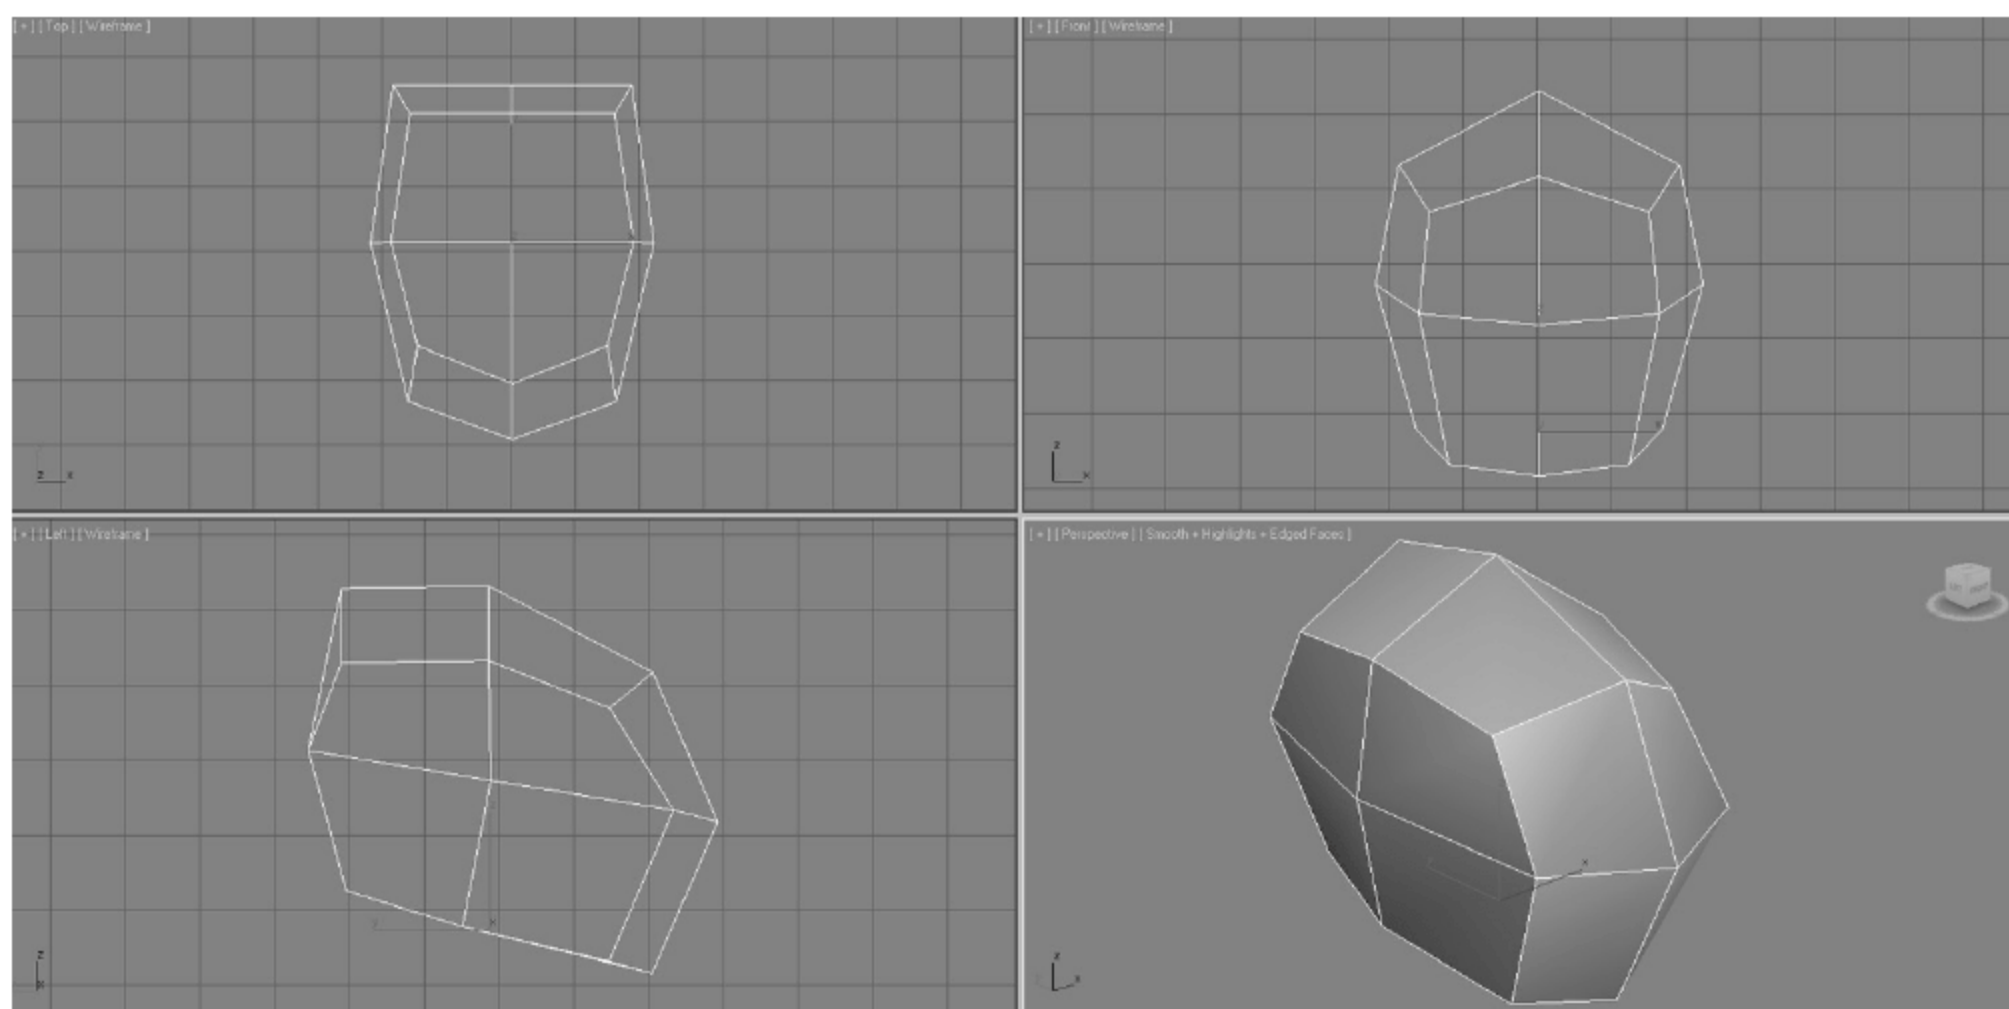 [ + ] [ Top ] [ Wireframe ]
[ + ] [ Front ] [ Wireframe ]
z x
z x
[ + ] [ Left ] [ Wireframe ]
[ + ] [ Perspective ] [ Smooth + Highlights + Edged Faces ]
x
z
z x